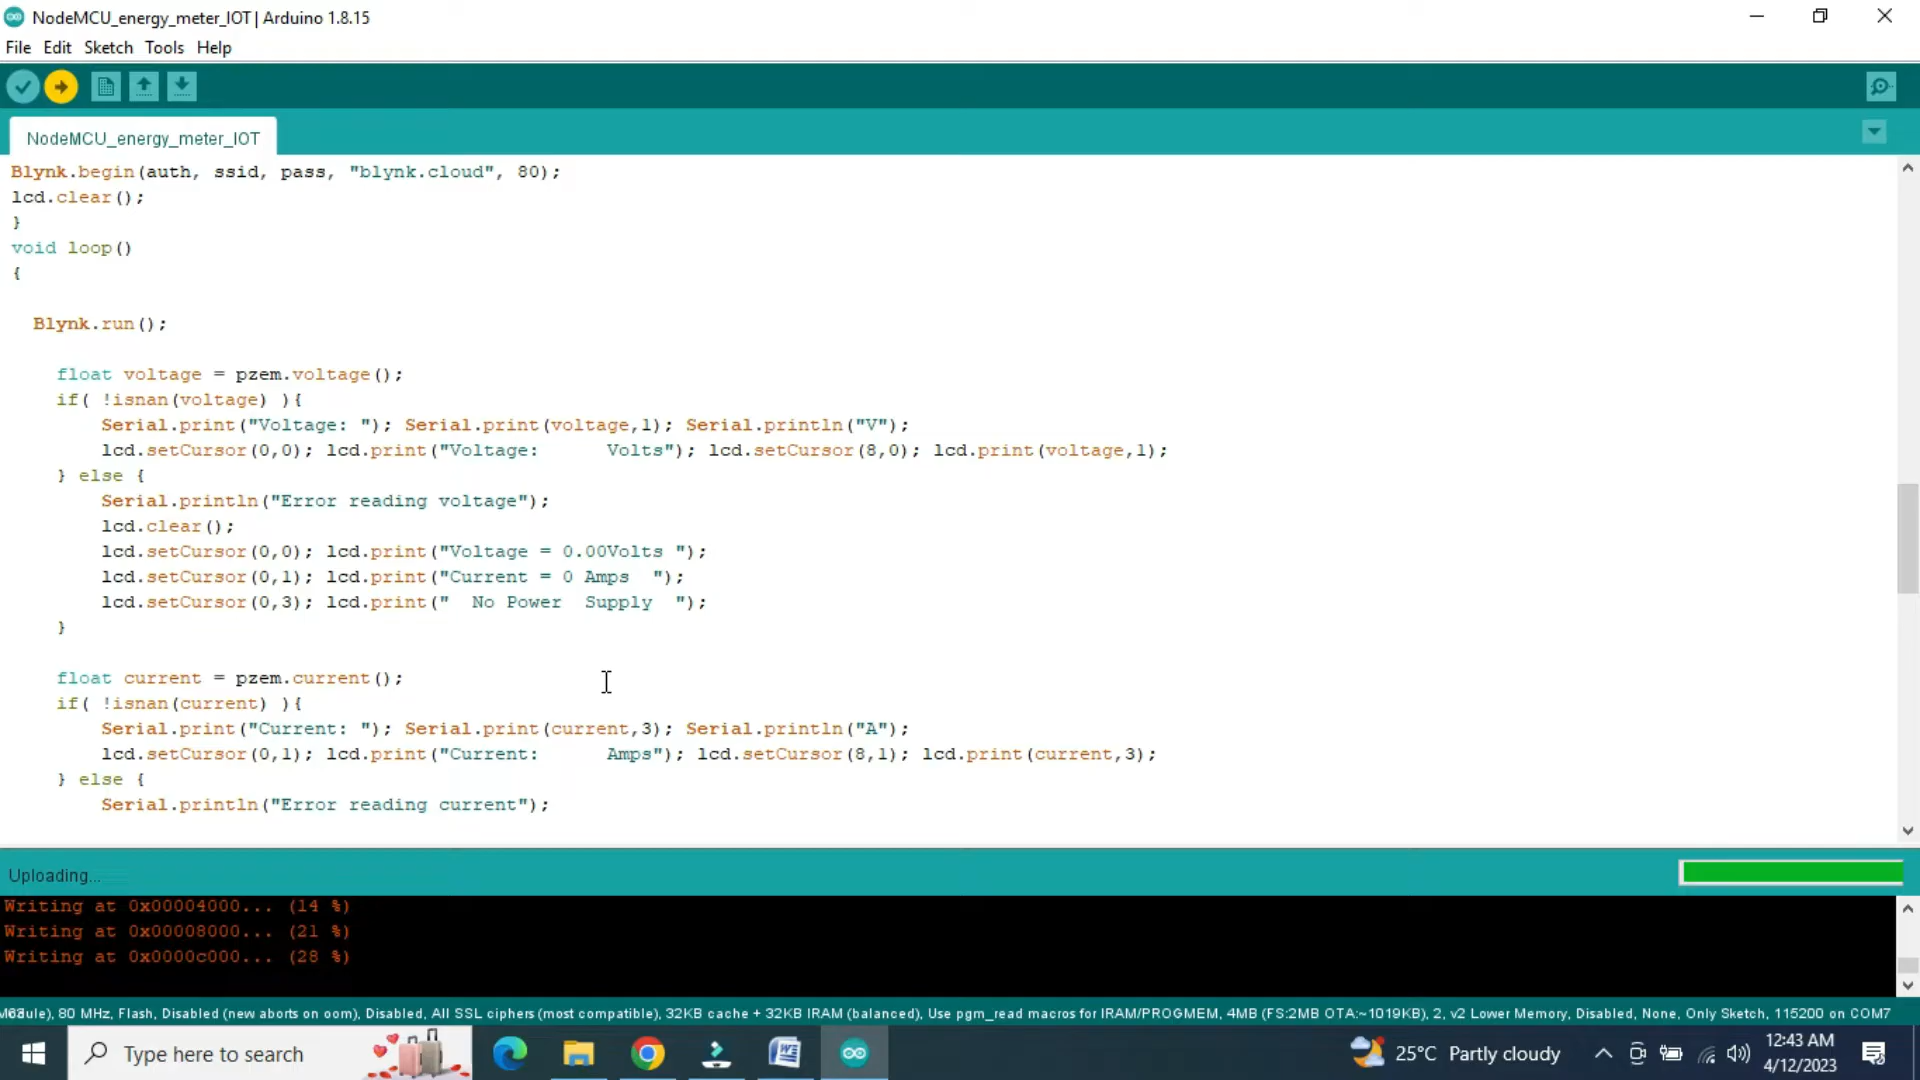 NodeMCU_energy_meter_IOT | Arduino 1.8.15
File Edit Sketch Tools Help
NodeMCU_energy_meter_IOT
Blynk.begin(auth, ssid, pass, "blynk.cloud", 80);
lcd.clear();
}
void loop()
{
Blynk.run();
float voltage = pzem.voltage();
if( !isnan(voltage) ){
Serial.print("Voltage: "); Serial.print(voltage,1); Serial.println("V");
lcd.setCursor(0,0); lcd.print("Voltage:      Volts"); lcd.setCursor(8,0); lcd.print(voltage,1);
} else {
Serial.println("Error reading voltage");
lcd.clear();
lcd.setCursor(0,0); lcd.print("Voltage = 0.00Volts ");
lcd.setCursor(0,1); lcd.print("Current = 0 Amps  ");
lcd.setCursor(0,3); lcd.print("  No Power  Supply  ");
}
float current = pzem.current();
if( !isnan(current) ){
Serial.print("Current: "); Serial.print(current,3); Serial.println("A");
lcd.setCursor(0,1); lcd.print("Current:      Amps"); lcd.setCursor(8,1); lcd.print(current,3);
} else {
Serial.println("Error reading current");
Uploading...
Writing at 0x00004000... (14 %)
Writing at 0x00008000... (21 %)
Writing at 0x0000c000... (28 %)
80 MHz, Flash, Disabled (new aborts on oom), Disabled, All SSL ciphers (most compatible), 32KB cache + 32KB IRAM (balanced), Use pgm_read macros for IRAM/PROGMEM, 4MB (FS:2MB OTA:~1019KB), 2, v2 Lower Memory, Disabled, None, Only Sketch, 115200 on COM7
Type here to search
25°C Partly cloudy
12:43 AM
4/12/2023